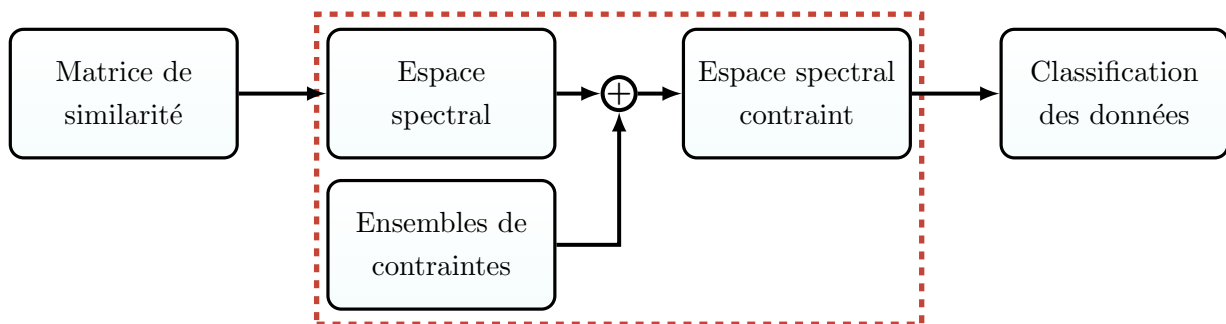 Matrice de
similarité
Espace
spectral
Espace spectral
contraint
Classification
des données
Ensembles de
contraintes